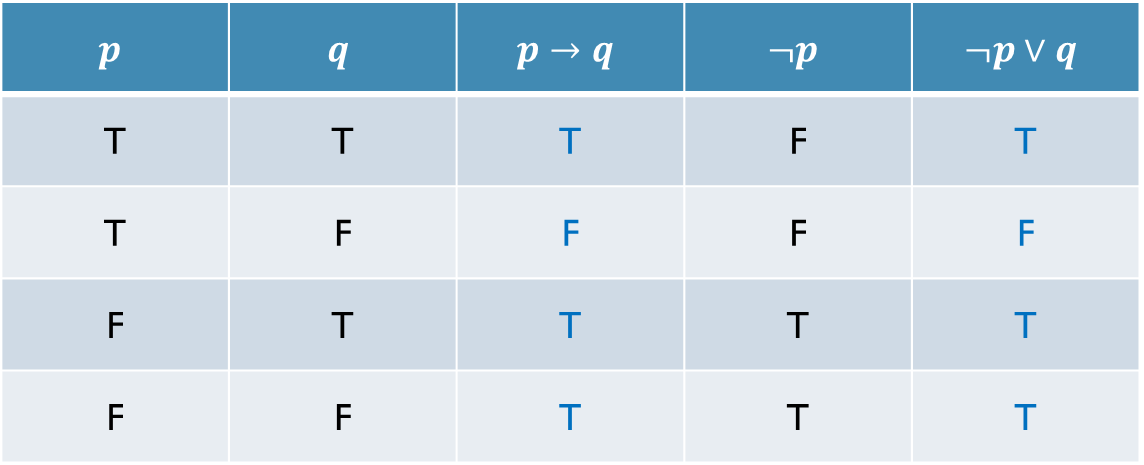 p q p → q ¬p ¬p ∨ q
T T T F T
T F F F F
F T T T T
F F T T T